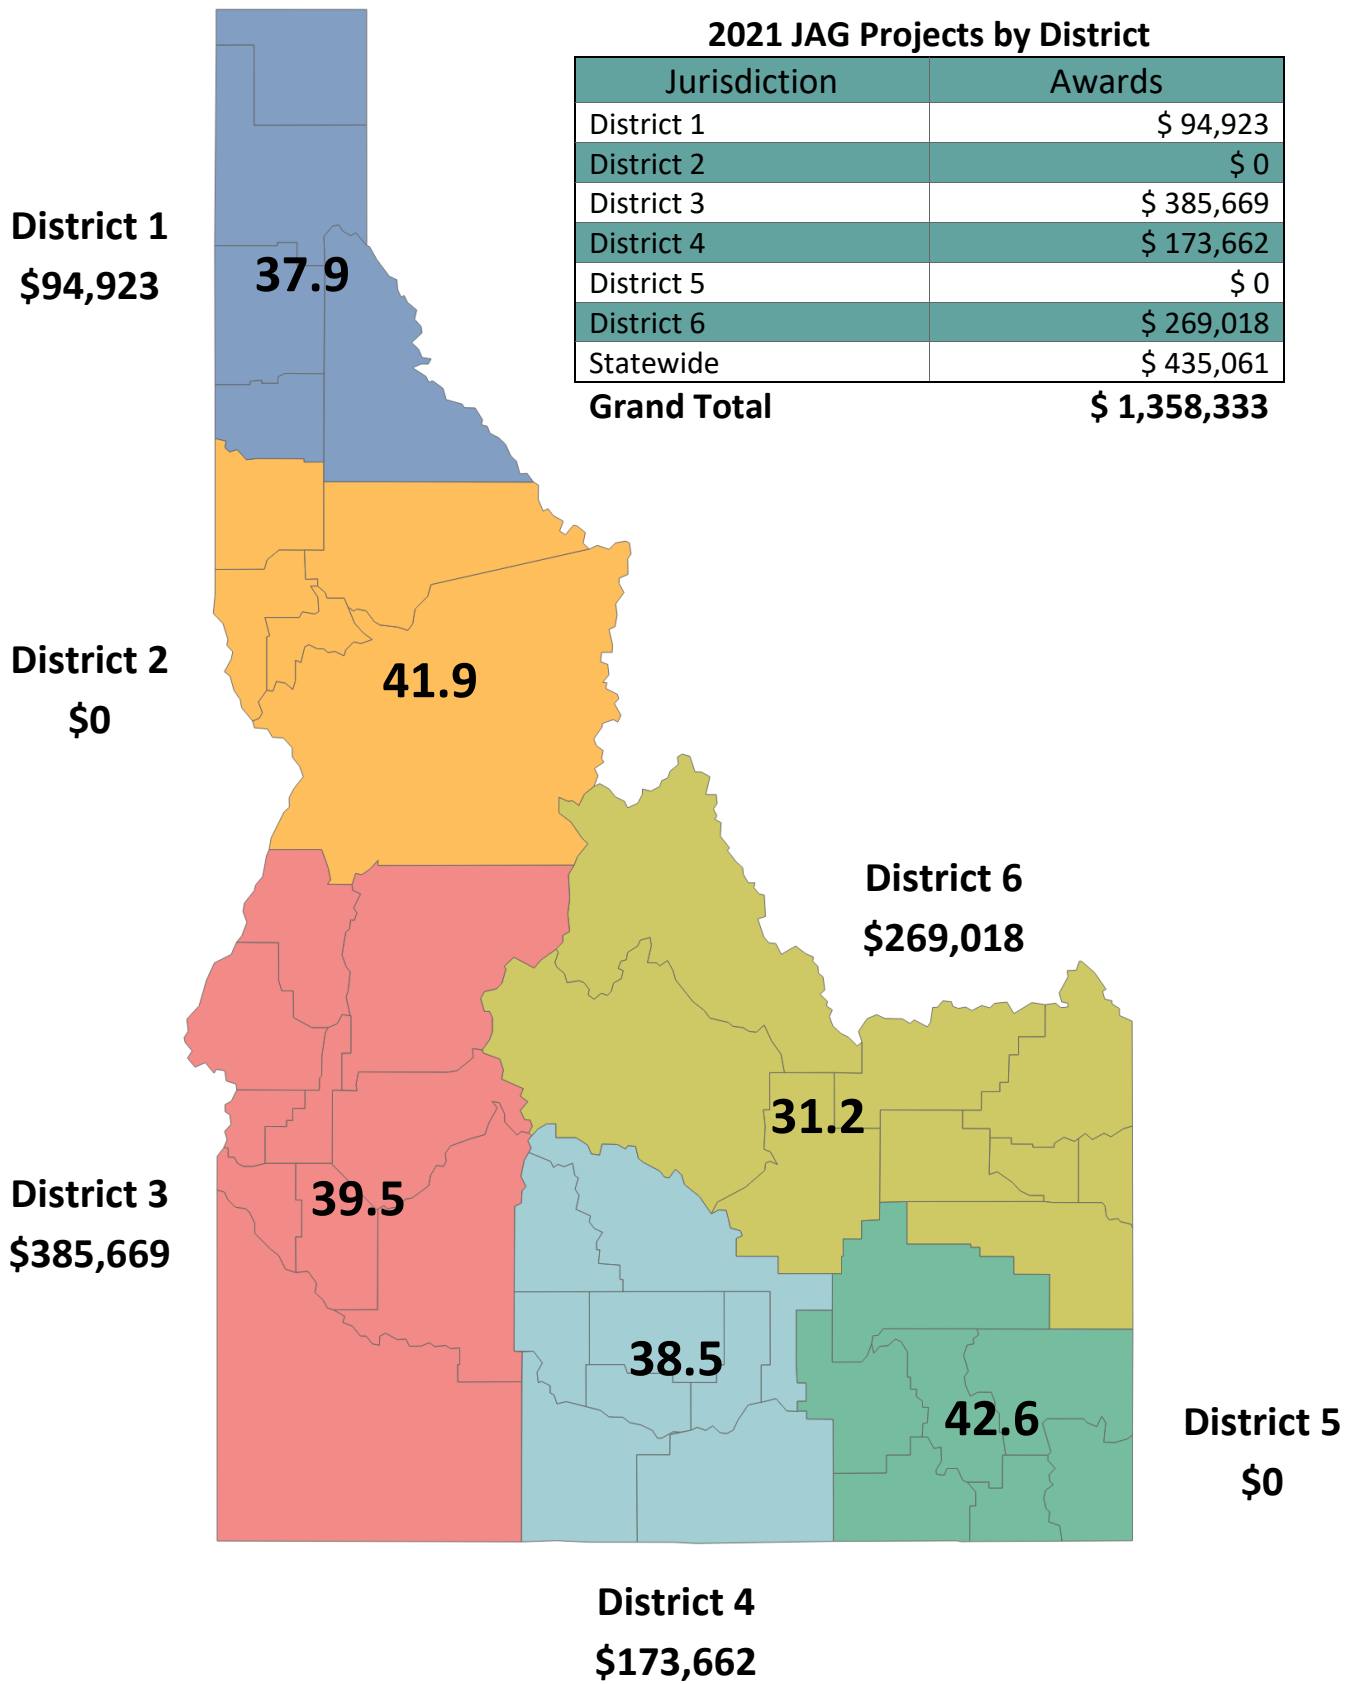 2021 JAG Projects by District
Jurisdiction Awards
District 1 $ 94,923
District 2 $ 0
District 3 $ 385,669
District 4 $ 173,662
District 5 $ 0
District 6 $ 269,018
Statewide $ 435,061
Grand Total $ 1,358,333
District 1
$94,923
37.9
District 2
$0
41.9
District 6
$269,018
31.2
District 3
$385,669
39.5
38.5
42.6
District 5
$0
District 4
$173,662